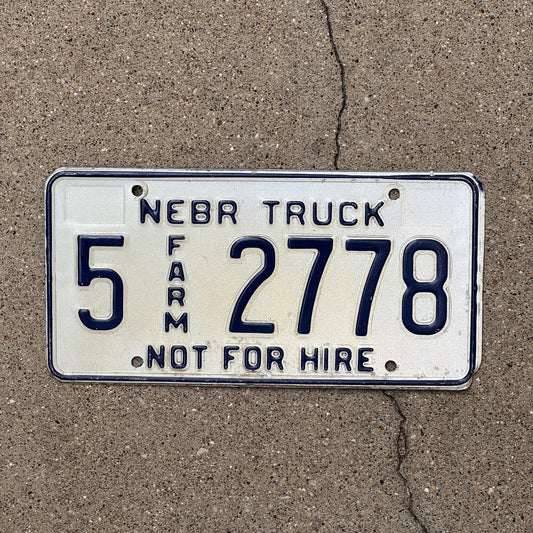 NEBR TRUCK
5 FARM 2778
NOT FOR HIRE